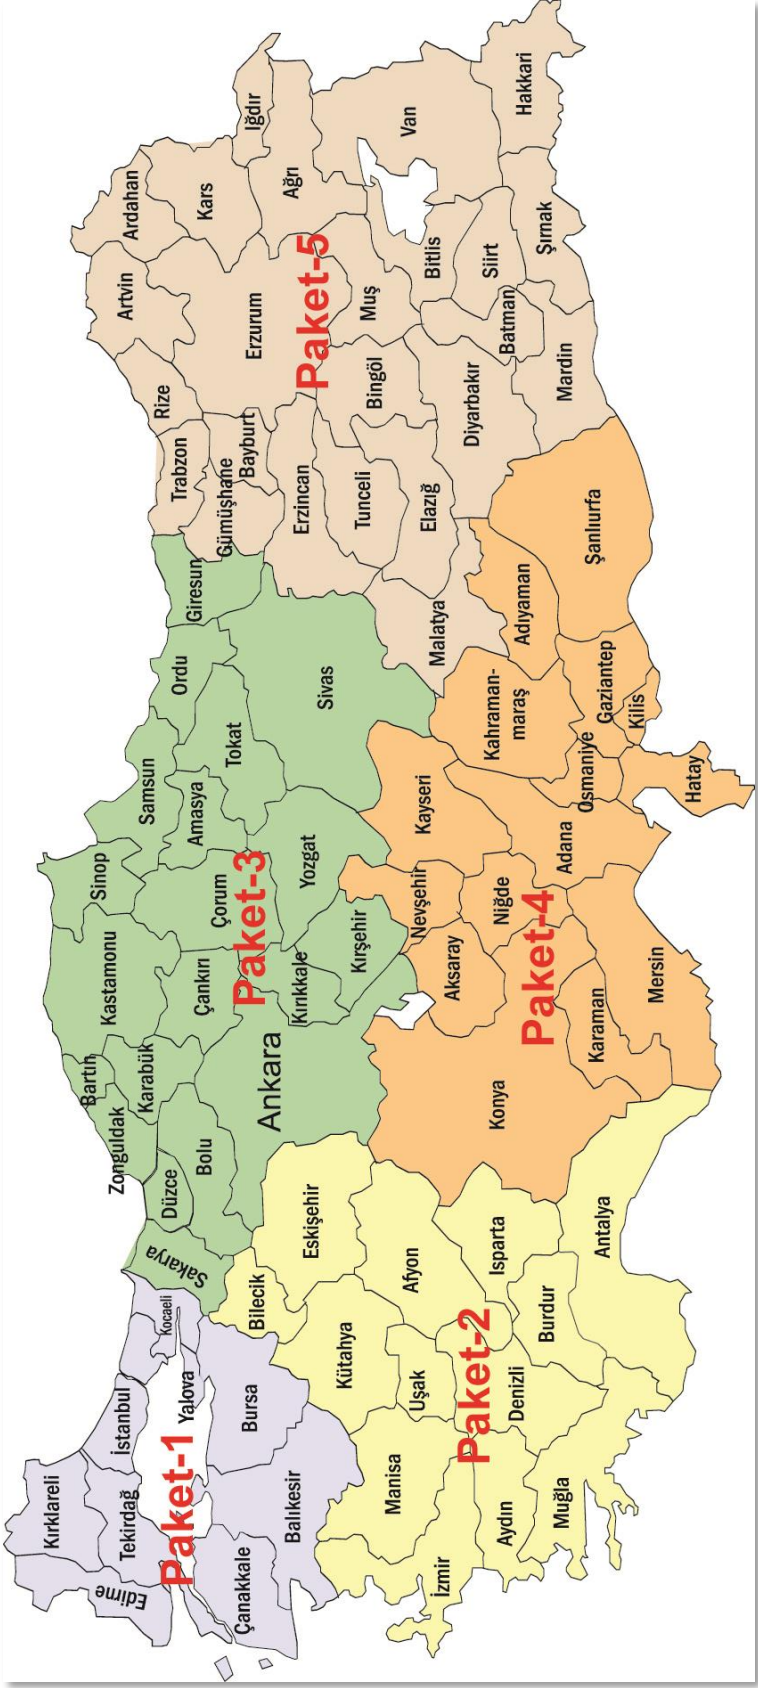 Kırklareli
Edirne
Tekirdağ
İstanbul
Kocaeli
Yalova
Paket-1
Çanakkale
Balıkesir
Bursa
Bilecik
Eskişehir
Kütahya
Afyon
Uşak
Manisa
İzmir
Paket-2
Aydın
Denizli
Muğla
Burdur
Isparta
Antalya
Sakarya
Düzce
Zonguldak
Bolu
Bartın
Karabük
Kastamonu
Çankırı
Ankara
Sinop
Çorum
Paket-3
Kırıkkale
Kırşehir
Yozgat
Samsun
Amasya
Tokat
Ordu
Giresun
Sivas
Konya
Aksaray
Nevşehir
Niğde
Kayseri
Paket-4
Karaman
Mersin
Adana
Osmaniye
Hatay
Kahraman-
maraş
Gaziantep
Kilis
Adıyaman
Şanlıurfa
Trabzon
Gümüşhane
Bayburt
Rize
Artvin
Ardahan
Kars
Iğdır
Ağrı
Erzurum
Erzincan
Paket-5
Tunceli
Bingöl
Muş
Elazığ
Malatya
Diyarbakır
Batman
Mardin
Bitlis
Siirt
Şırnak
Van
Hakkari